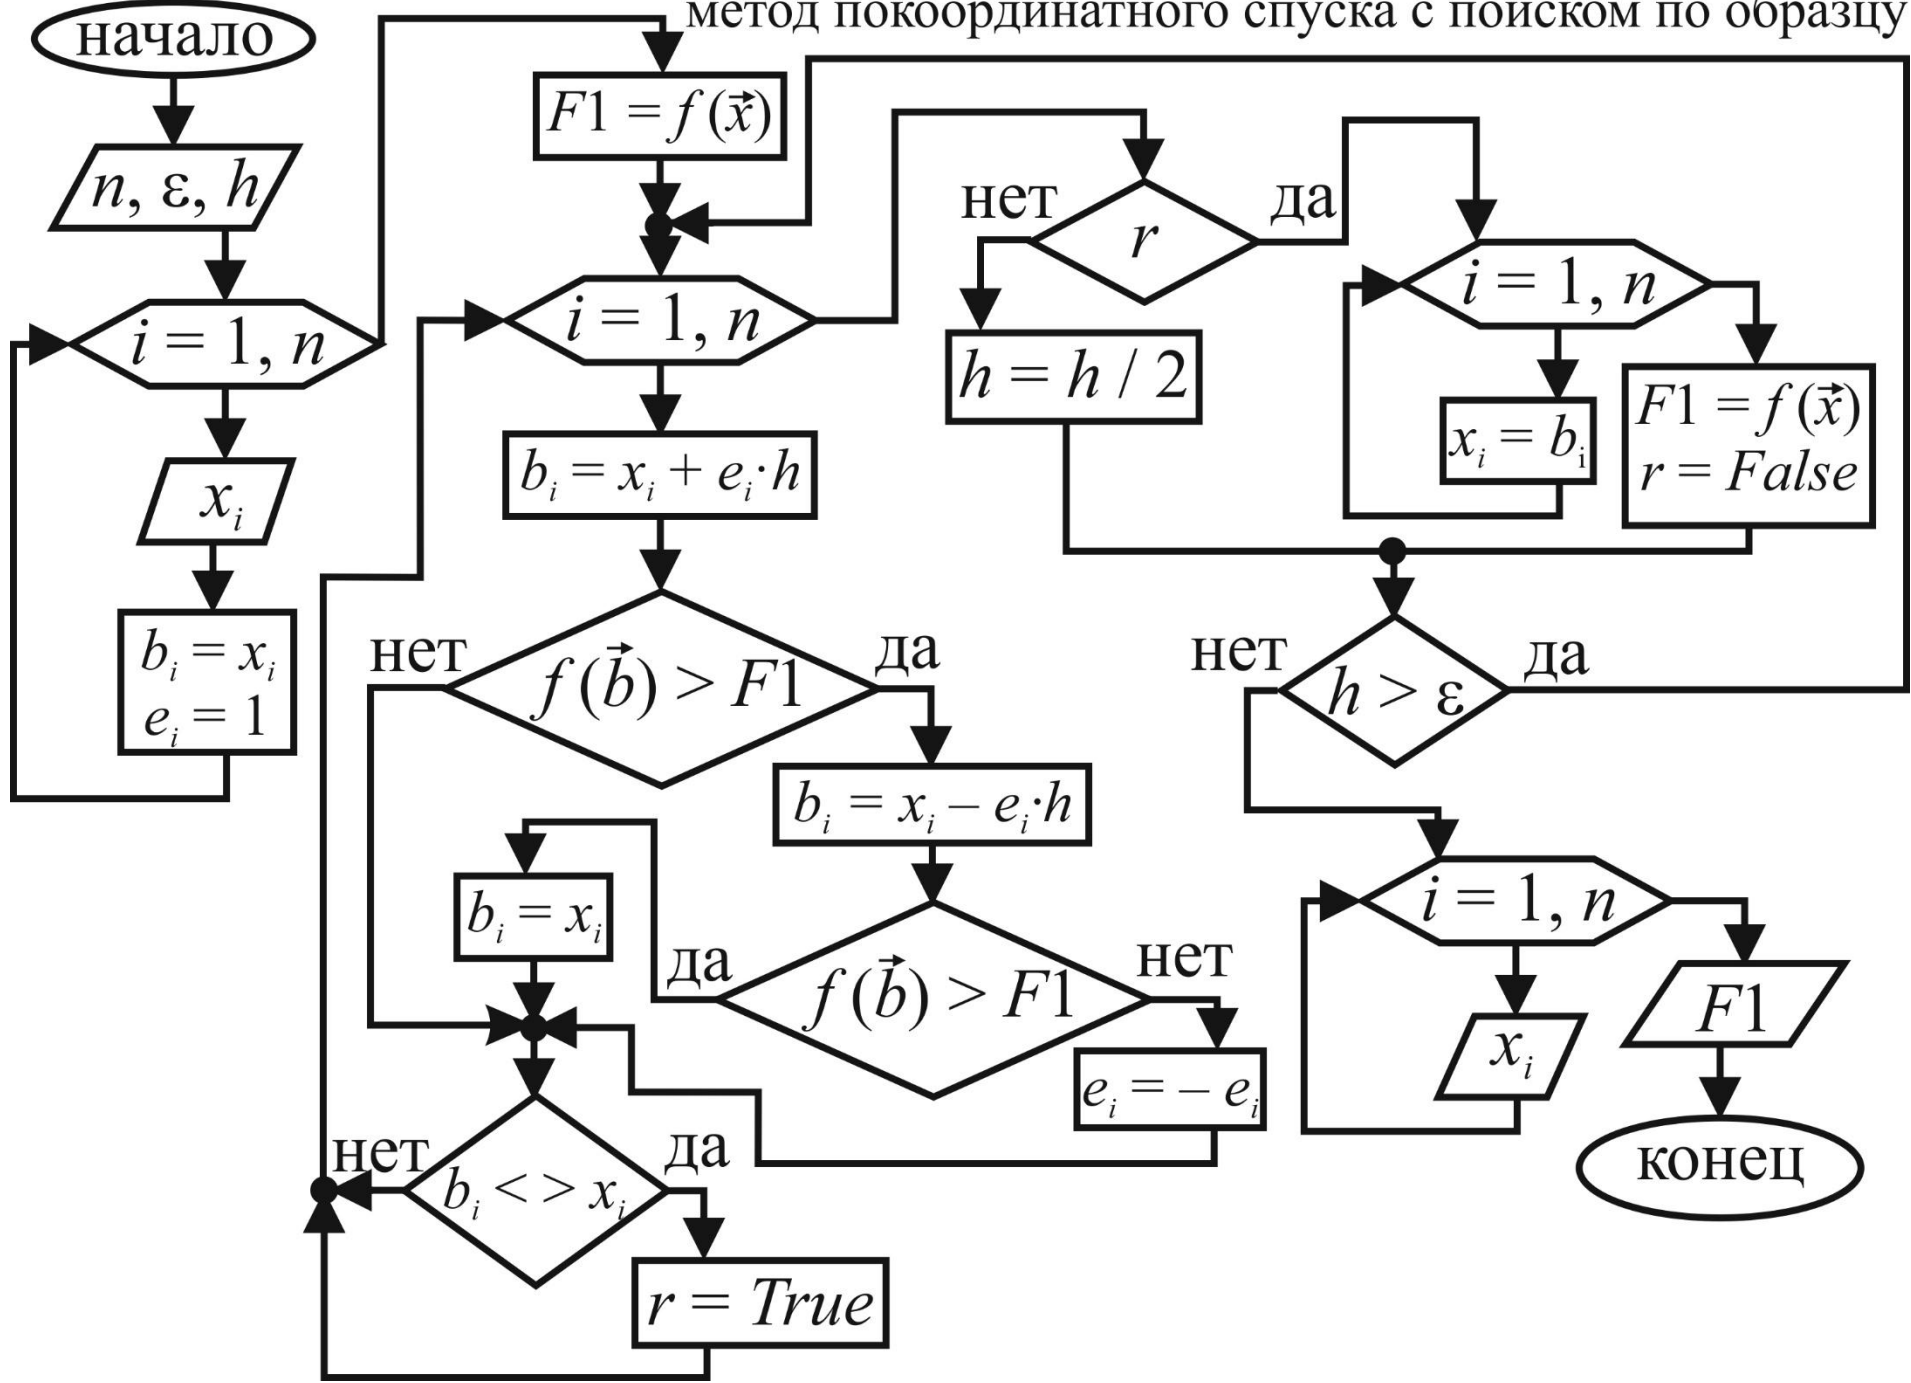 метод покоординатного спуска с поиском по образцу
начало
n, ε, h
i = 1, n
x_i
b_i = x_i
e_i = 1
F1 = f(x⃗)
i = 1, n
b_i = x_i + e_i·h
нет
f(b⃗) > F1
да
b_i = x_i – e_i·h
b_i = x_i
да
f(b⃗) > F1
нет
e_i = – e_i
нет
b_i < > x_i
да
r = True
нет
r
да
h = h / 2
i = 1, n
x_i = b_i
F1 = f(x⃗)
r = False
нет
h > ε
да
i = 1, n
x_i
F1
конец